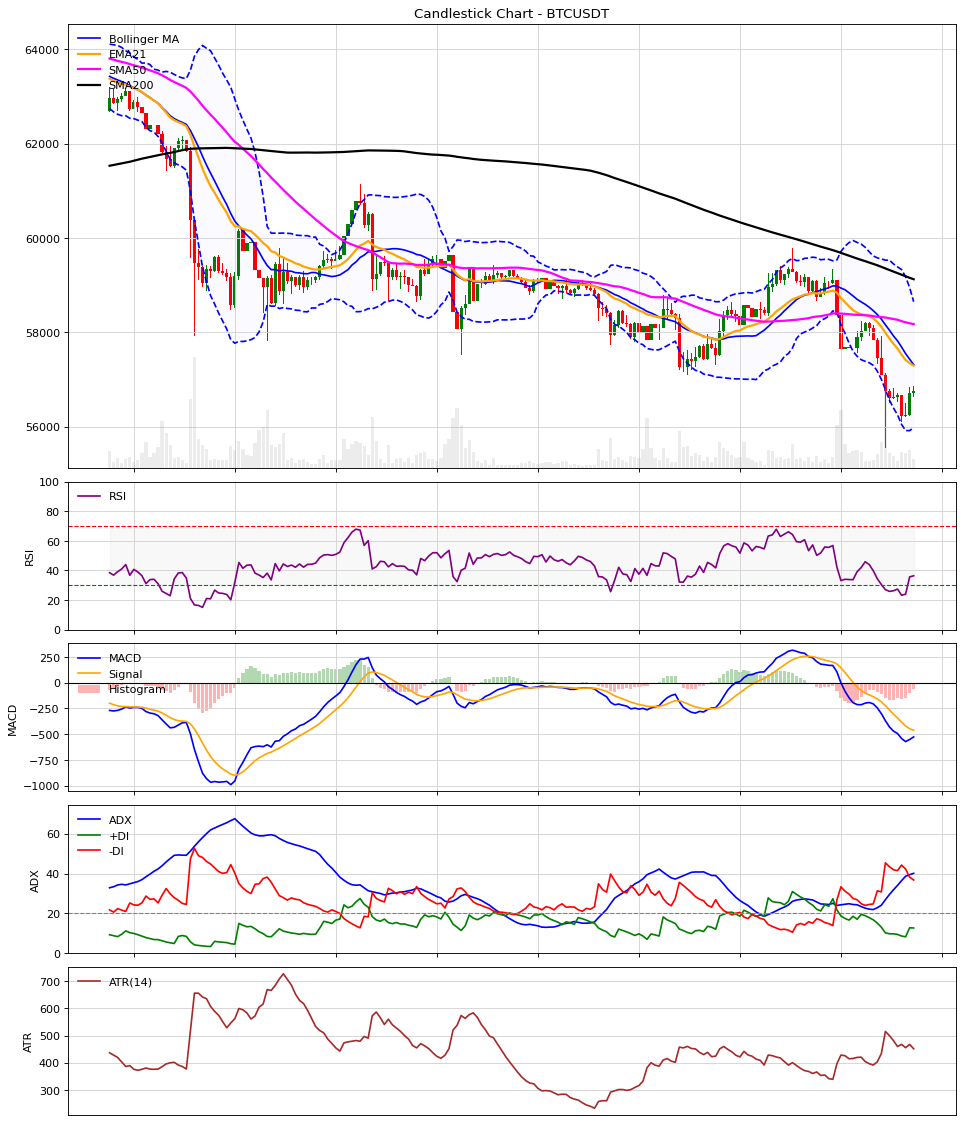 Candlestick Chart - BTCUSDT
64000
62000
60000
58000
56000
Bollinger MA
EMA21
SMA50
SMA200
100
80
60
40
20
0
RSI
RSI
250
0
−250
−500
−750
−1000
MACD
MACD
Signal
Histogram
60
40
20
0
ADX
ADX
+DI
-DI
700
600
500
400
300
ATR
ATR(14)